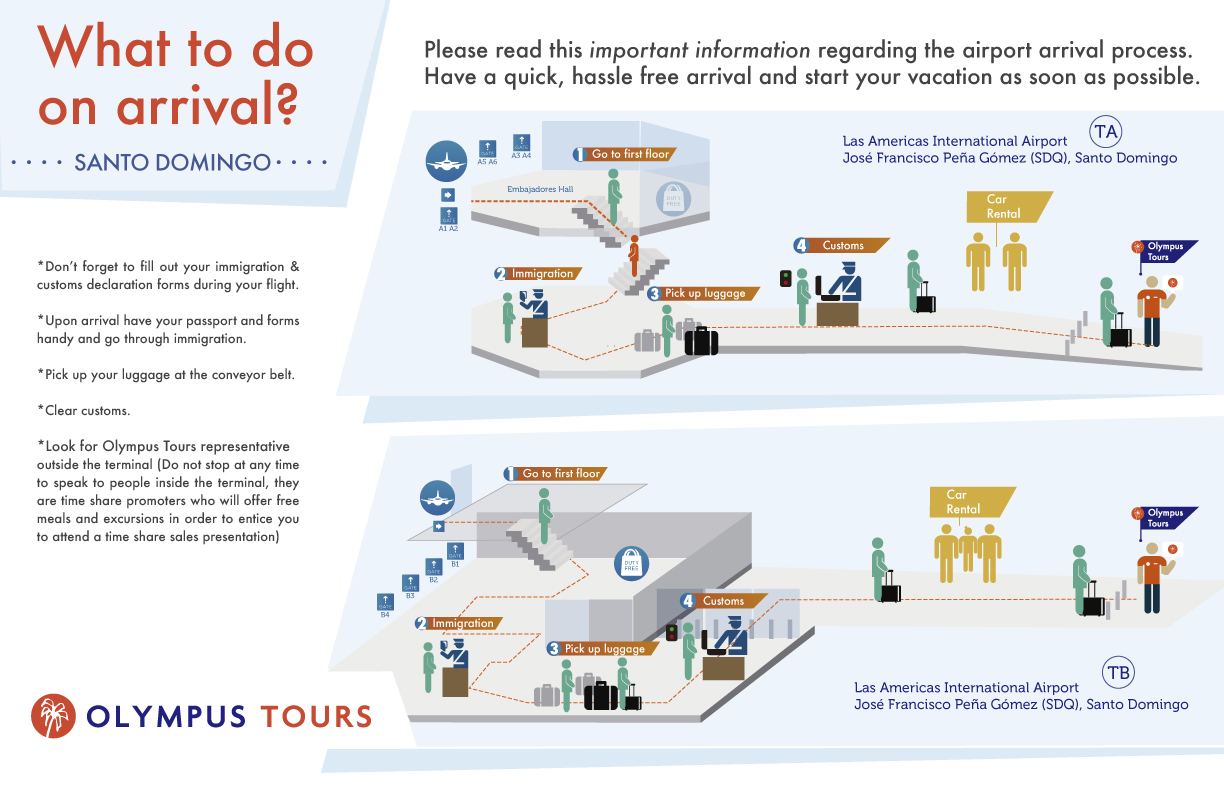 What to do
on arrival?
SANTO DOMINGO
*Don't forget to fill out your immigration &
customs declaration forms during your flight.
*Upon arrival have your passport and forms
handy and go through immigration.
*Pick up your luggage at the conveyor belt.
*Clear customs.
*Look for Olympus Tours representative
outside the terminal (Do not stop at any time
to speak to people inside the terminal, they
are time share promoters who will offer free
meals and excursions in order to entice you
to attend a time share sales presentation)
OLYMPUS TOURS
Please read this important information regarding the airport arrival process.
Have a quick, hassle free arrival and start your vacation as soon as possible.
TA
Las Americas International Airport
José Francisco Peña Gómez (SDQ), Santo Domingo
GATE
A5 A6
GATE
A3 A4
GATE
A1 A2
1 Go to first floor
Embajadores Hall
DUTY
FREE
2 Immigration
3 Pick up luggage
4 Customs
Car
Rental
Olympus
Tours
1 Go to first floor
GATE
B1
GATE
B2
GATE
B3
GATE
B4
DUTY
FREE
2 Immigration
3 Pick up luggage
4 Customs
Car
Rental
Olympus
Tours
TB
Las Americas International Airport
José Francisco Peña Gómez (SDQ), Santo Domingo